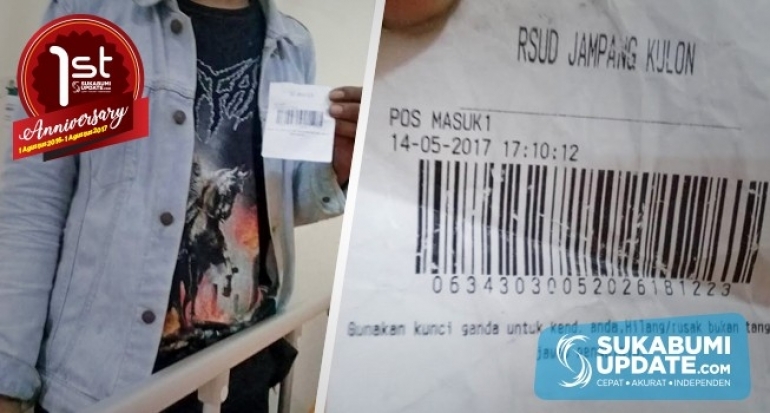 1st
SUKABUMI
UPDATE.com
Anniversary
1 Agustus 2016 - 1 Agustus 2017
RSUD JAMPANG KULON
POS MASUK1
14-05-2017 17:10:12
063430300520261812​23
Gunakan kunci ganda untuk kend. anda.Hilang/rusak bukan tang
SUKABUMI
UPDATE.COM
CEPAT • AKURAT • INDEPENDEN